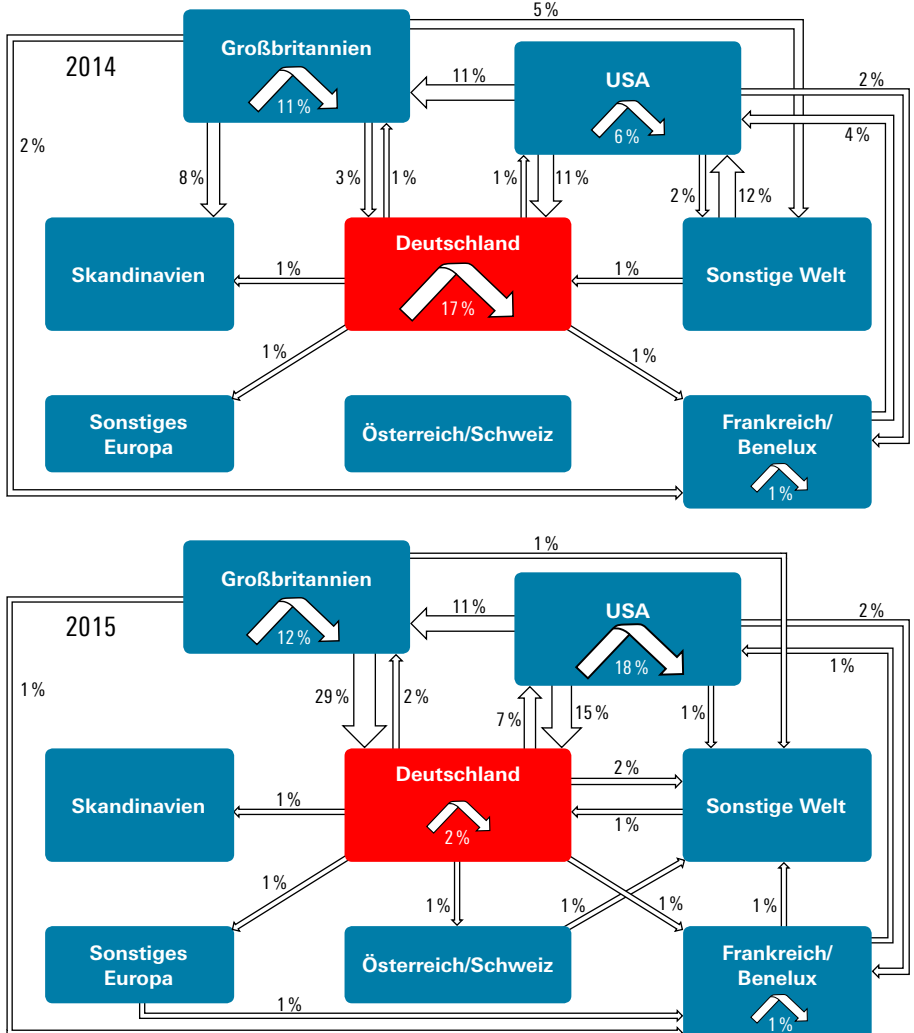 5 %
Großbritannien
2014
11 %
USA
2 %
11 %
6 %
4 %
2 %
8 %
3 %
1 %
1 %
11 %
2 %
12 %
Deutschland
Skandinavien
1 %
1 %
Sonstige Welt
17 %
1 %
1 %
Sonstiges
Europa
Österreich/Schweiz
Frankreich/
Benelux
1 %
1 %
Großbritannien
2015
11 %
USA
2 %
12 %
18 %
1 %
1 %
29 %
2 %
7 %
15 %
1 %
Deutschland
2 %
Skandinavien
1 %
Sonstige Welt
1 %
2 %
1 %
1 %
1 %
1 %
1 %
Sonstiges
Europa
Österreich/Schweiz
Frankreich/
Benelux
1 %
1 %